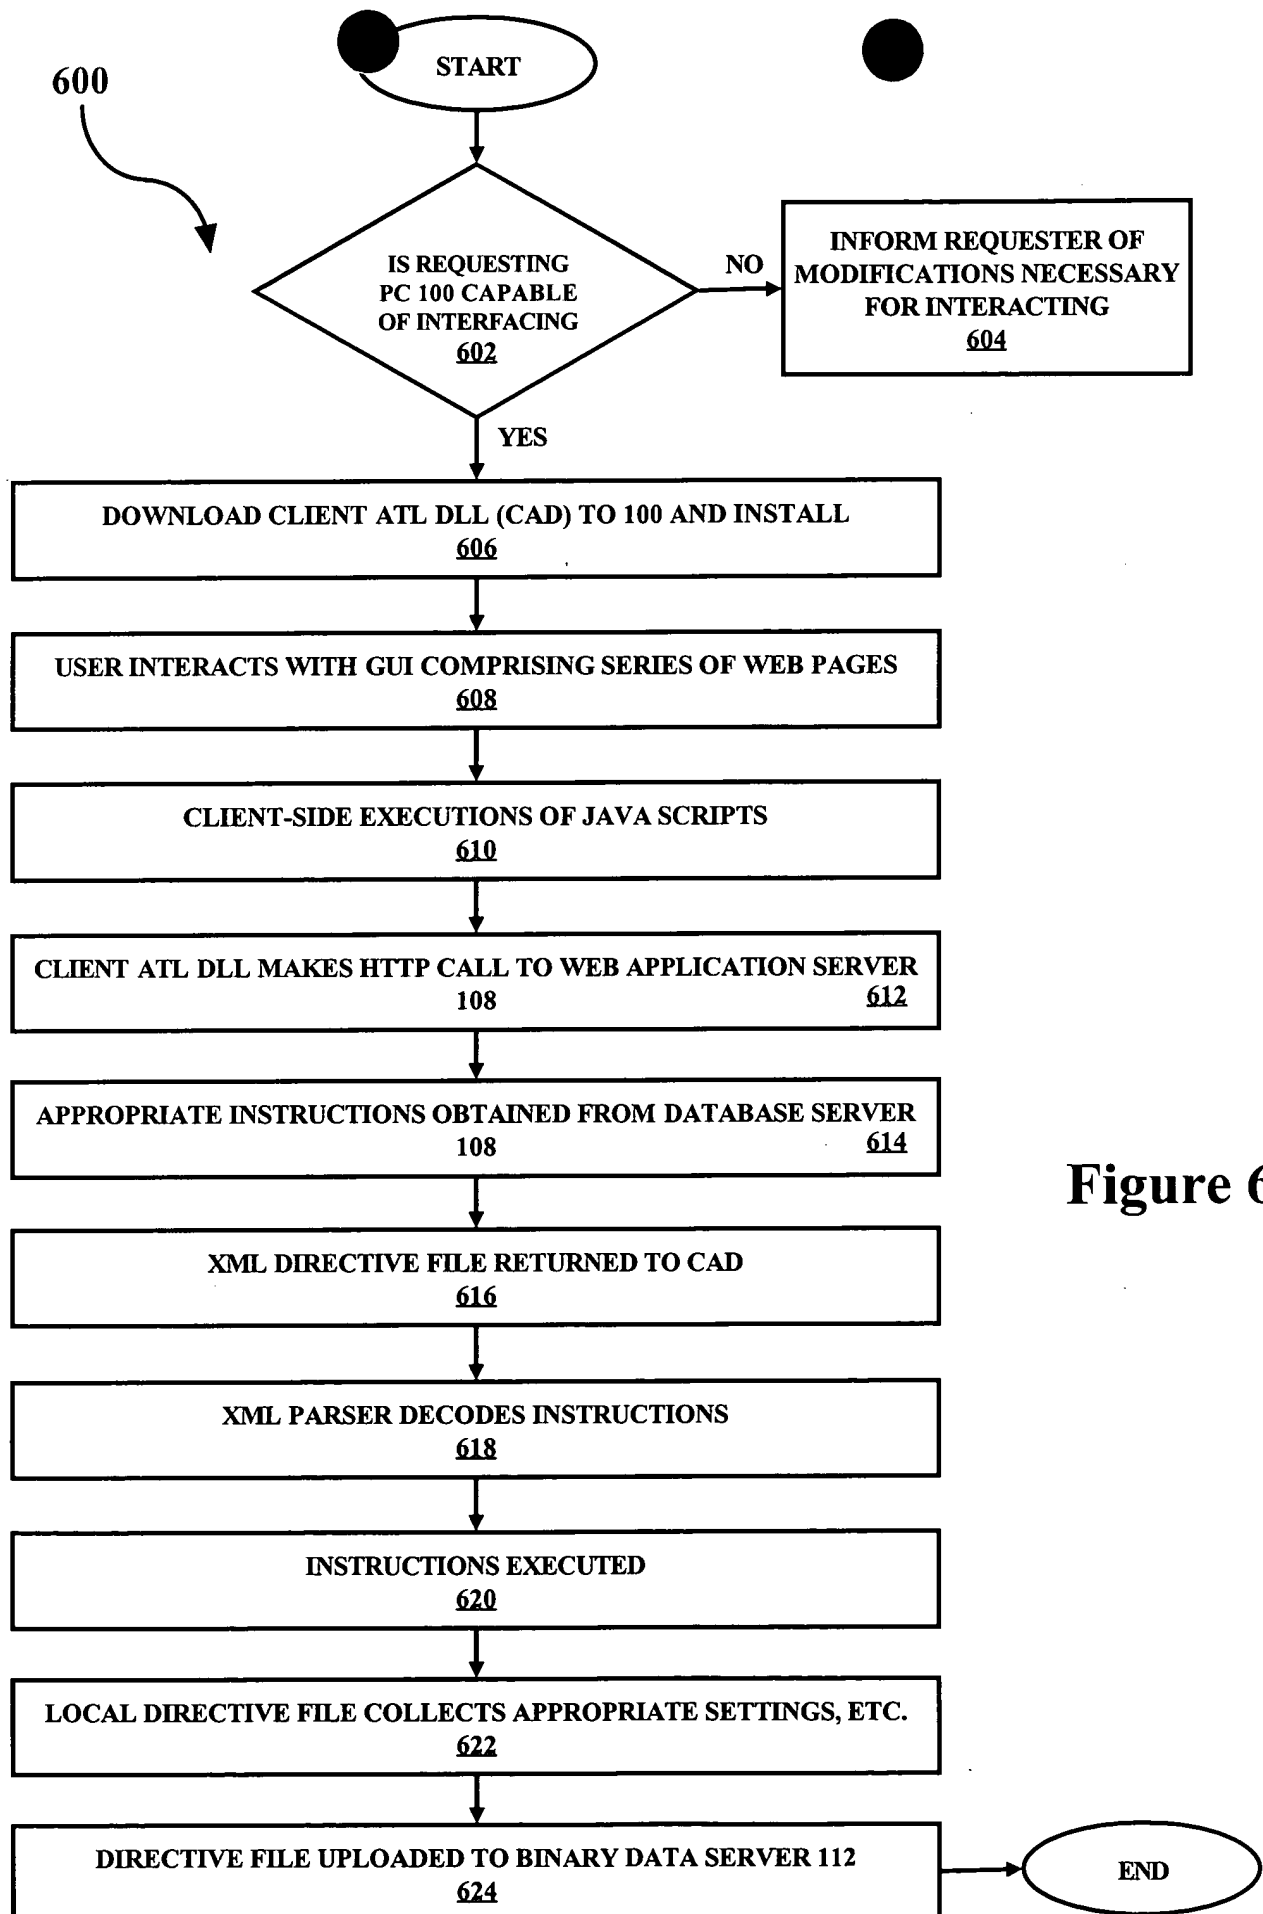 START
600
IS REQUESTING
PC 100 CAPABLE
OF INTERFACING
602
NO
INFORM REQUESTER OF
MODIFICATIONS NECESSARY
FOR INTERACTING
604
YES
DOWNLOAD CLIENT ATL DLL (CAD) TO 100 AND INSTALL
606
USER INTERACTS WITH GUI COMPRISING SERIES OF WEB PAGES
608
CLIENT-SIDE EXECUTIONS OF JAVA SCRIPTS
610
CLIENT ATL DLL MAKES HTTP CALL TO WEB APPLICATION SERVER
108 612
APPROPRIATE INSTRUCTIONS OBTAINED FROM DATABASE SERVER
108 614
Figure 6
XML DIRECTIVE FILE RETURNED TO CAD
616
XML PARSER DECODES INSTRUCTIONS
618
INSTRUCTIONS EXECUTED
620
LOCAL DIRECTIVE FILE COLLECTS APPROPRIATE SETTINGS, ETC.
622
DIRECTIVE FILE UPLOADED TO BINARY DATA SERVER 112
624
END